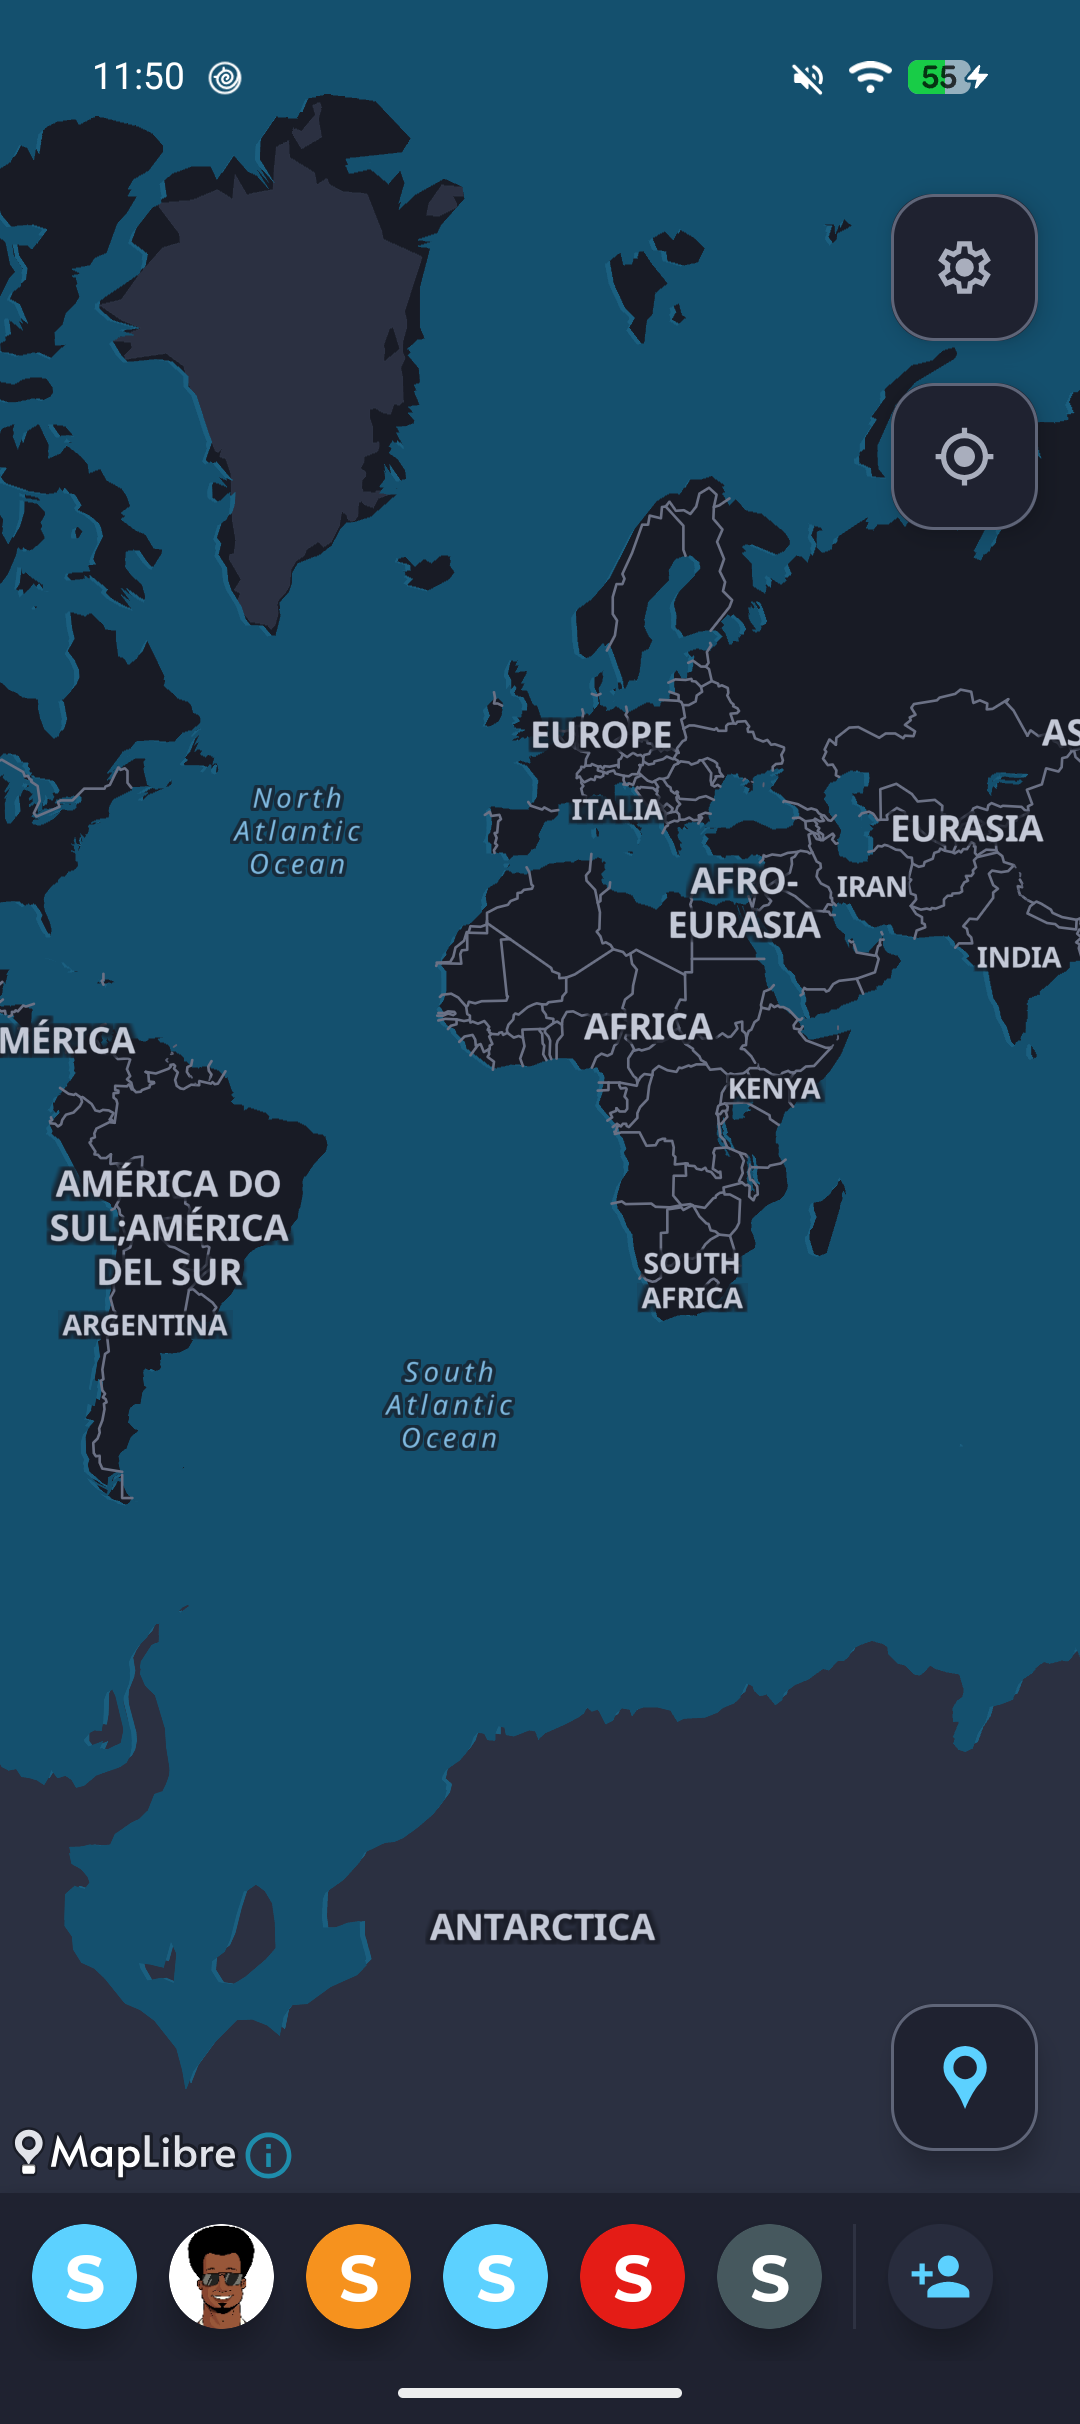 11:50
55
EUROPE
AS
North
Atlantic
Ocean
ITALIA
EURASIA
AFRO-
EURASIA
IRAN
INDIA
AFRICA
MÉRICA
KENYA
AMÉRICA DO
SUL;AMÉRICA
DEL SUR
SOUTH
AFRICA
ARGENTINA
South
Atlantic
Ocean
ANTARCTICA
MapLibre
S
S
S
S
S